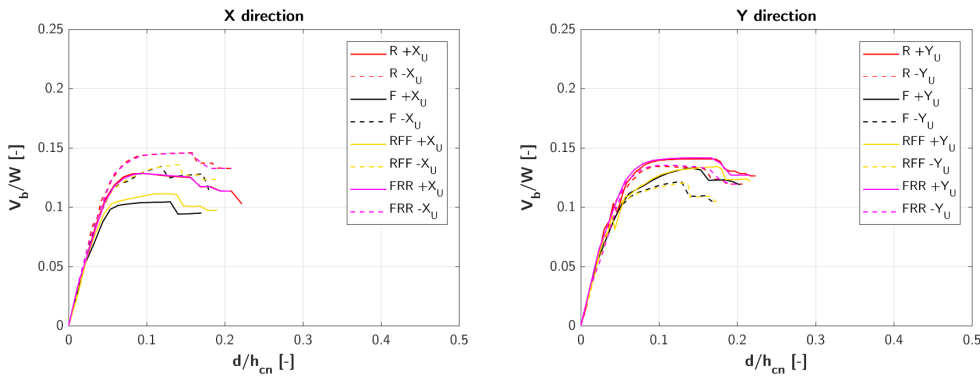 X direction
V_b/W [-]
0.25
0.2
0.15
0.1
0.05
0
0 0.1 0.2 0.3 0.4 0.5
d/h_cn [-]
R +X_U
R -X_U
F +X_U
F -X_U
RFF +X_U
RFF -X_U
FRR +X_U
FRR -X_U
Y direction
V_b/W [-]
0.25
0.2
0.15
0.1
0.05
0
0 0.1 0.2 0.3 0.4 0.5
d/h_cn [-]
R +Y_U
R -Y_U
F +Y_U
F -Y_U
RFF +Y_U
RFF -Y_U
FRR +Y_U
FRR -Y_U